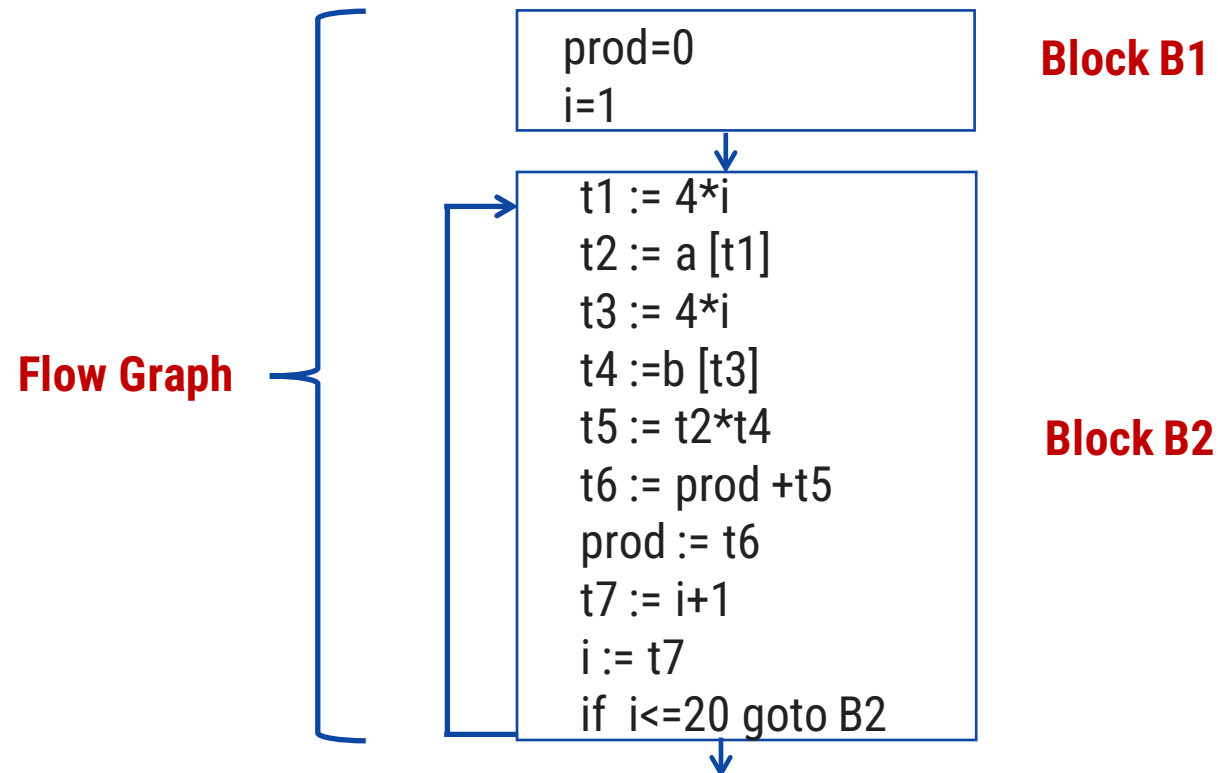 prod=0
i=1
Block B1
t1 := 4*i
t2 := a [t1]
t3 := 4*i
t4 :=b [t3]
t5 := t2*t4
t6 := prod +t5
prod := t6
t7 := i+1
i := t7
if  i<=20 goto B2
Flow Graph
Block B2